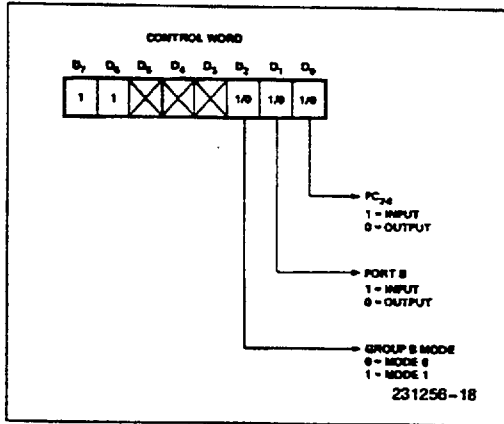 CONTROL WORD
D7 D6 D5 D4 D3 D2 D1 D0
1 1 1/0 1/0 1/0
PC2-0
1 = INPUT
0 = OUTPUT
PORT B
1 = INPUT
0 = OUTPUT
GROUP B MODE
0 = MODE 0
1 = MODE 1
231256-18